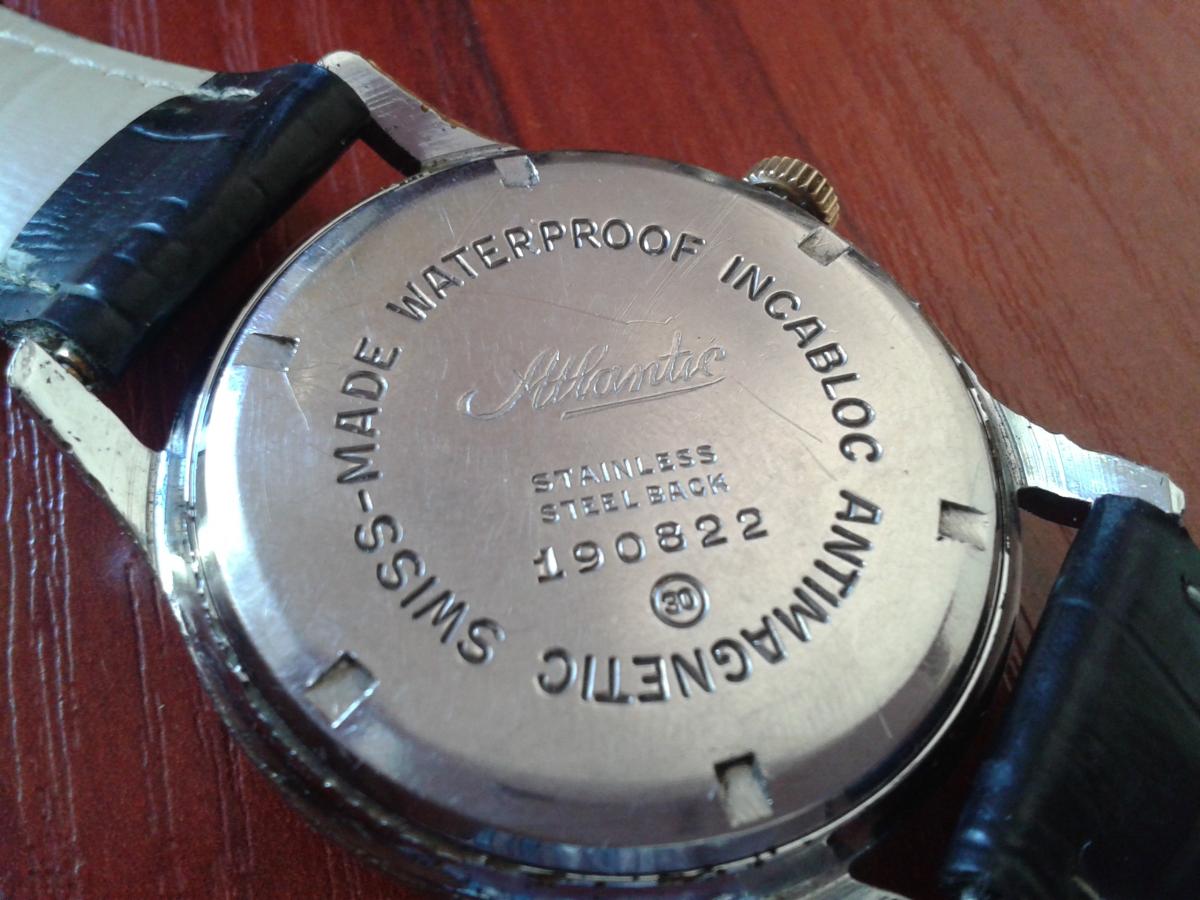 WATERPROOF INCABLOC ANTIMAGNETIC SWISS-MADE
Atlantic
STAINLESS
STEEL BACK
190822
30